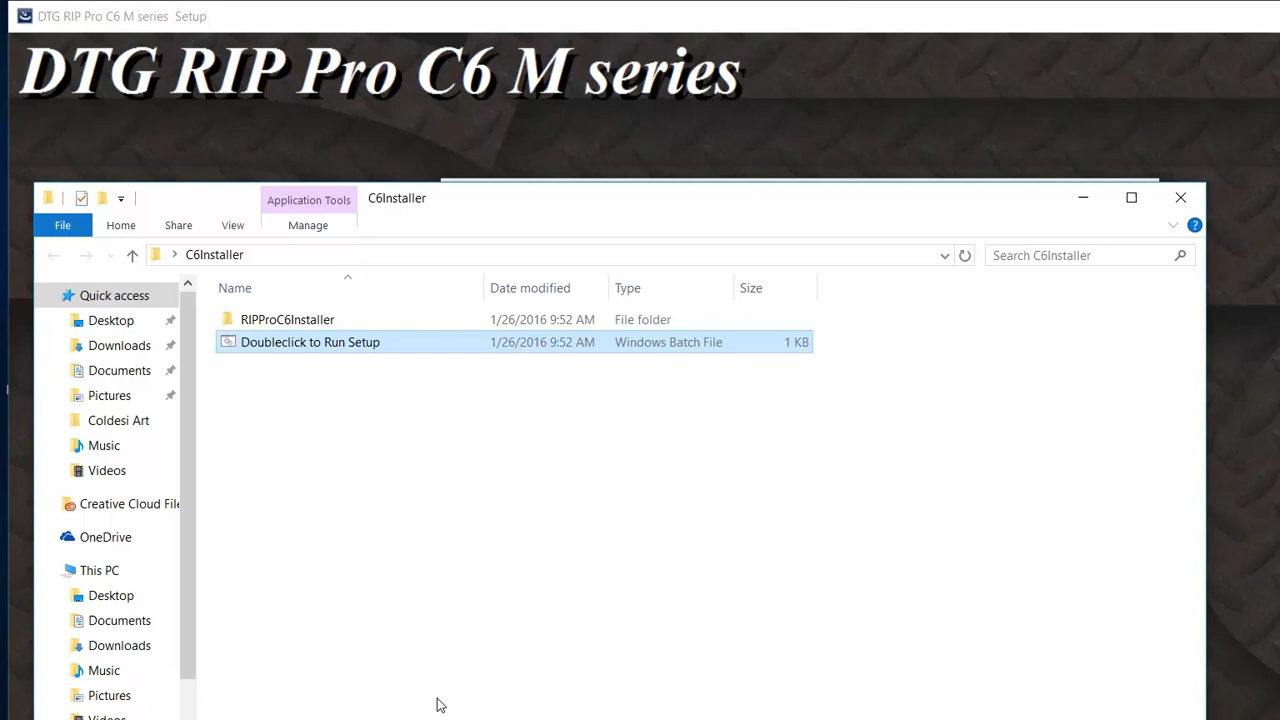 DTG RIP Pro C6 M series Setup
DTG RIP Pro C6 M series
Application Tools
C6Installer
File
Home
Share
View
Manage
C6Installer
Search C6Installer
Name
Date modified
Type
Size
Quick access
Desktop
Downloads
Documents
Pictures
Coldesi Art
Music
Videos
Creative Cloud File
OneDrive
This PC
Desktop
Documents
Downloads
Music
Pictures
Videos
RIPProC6Installer 1/26/2016 9:52 AM File folder
Doubleclick to Run Setup 1/26/2016 9:52 AM Windows Batch File 1 KB